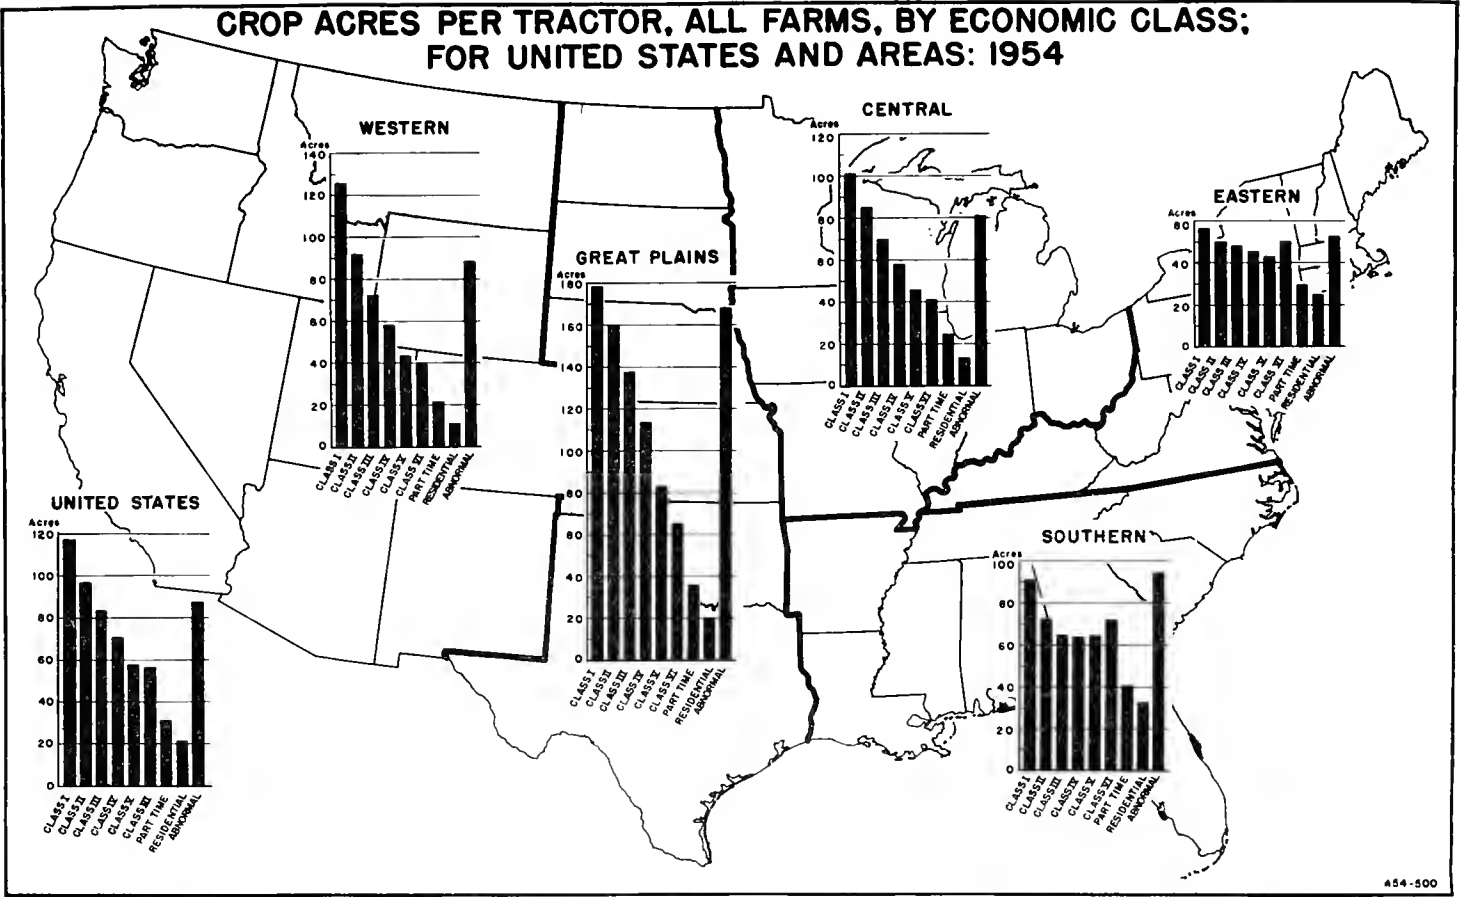 CROP ACRES PER TRACTOR, ALL FARMS, BY ECONOMIC CLASS;
FOR UNITED STATES AND AREAS: 1954
WESTERN
Acres
140
120
100
80
60
40
20
0
CLASS I
CLASS II
CLASS III
CLASS IV
CLASS V
CLASS VI
PART TIME
RESIDENTIAL
ABNORMAL
GREAT PLAINS
Acres
180
160
140
120
100
80
60
40
20
0
CLASS I
CLASS II
CLASS III
CLASS IV
CLASS V
CLASS VI
PART TIME
RESIDENTIAL
ABNORMAL
CENTRAL
Acres
120
100
80
60
40
20
0
CLASS I
CLASS II
CLASS III
CLASS IV
CLASS V
CLASS VI
PART TIME
RESIDENTIAL
ABNORMAL
EASTERN
Acres
60
40
20
0
CLASS I
CLASS II
CLASS III
CLASS IV
CLASS V
CLASS VI
PART TIME
RESIDENTIAL
ABNORMAL
UNITED STATES
Acres
120
100
80
60
40
20
0
CLASS I
CLASS II
CLASS III
CLASS IV
CLASS V
CLASS VI
PART TIME
RESIDENTIAL
ABNORMAL
SOUTHERN
Acres
100
80
60
40
20
0
CLASS I
CLASS II
CLASS III
CLASS IV
CLASS V
CLASS VI
PART TIME
RESIDENTIAL
ABNORMAL
A54-500